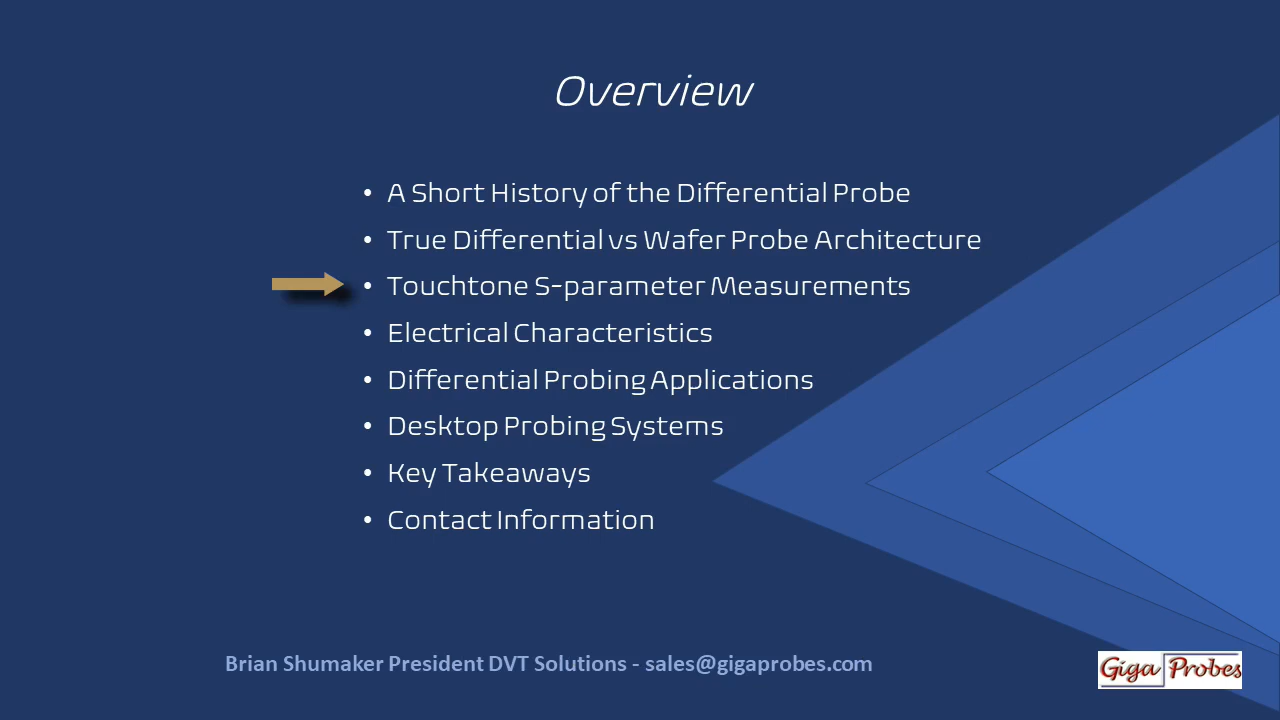 Overview
• A Short History of the Differential Probe
• True Differential vs Wafer Probe Architecture
• Touchtone S-parameter Measurements
• Electrical Characteristics
• Differential Probing Applications
• Desktop Probing Systems
• Key Takeaways
• Contact Information
Brian Shumaker President DVT Solutions - sales@gigaprobes.com
Giga Probes